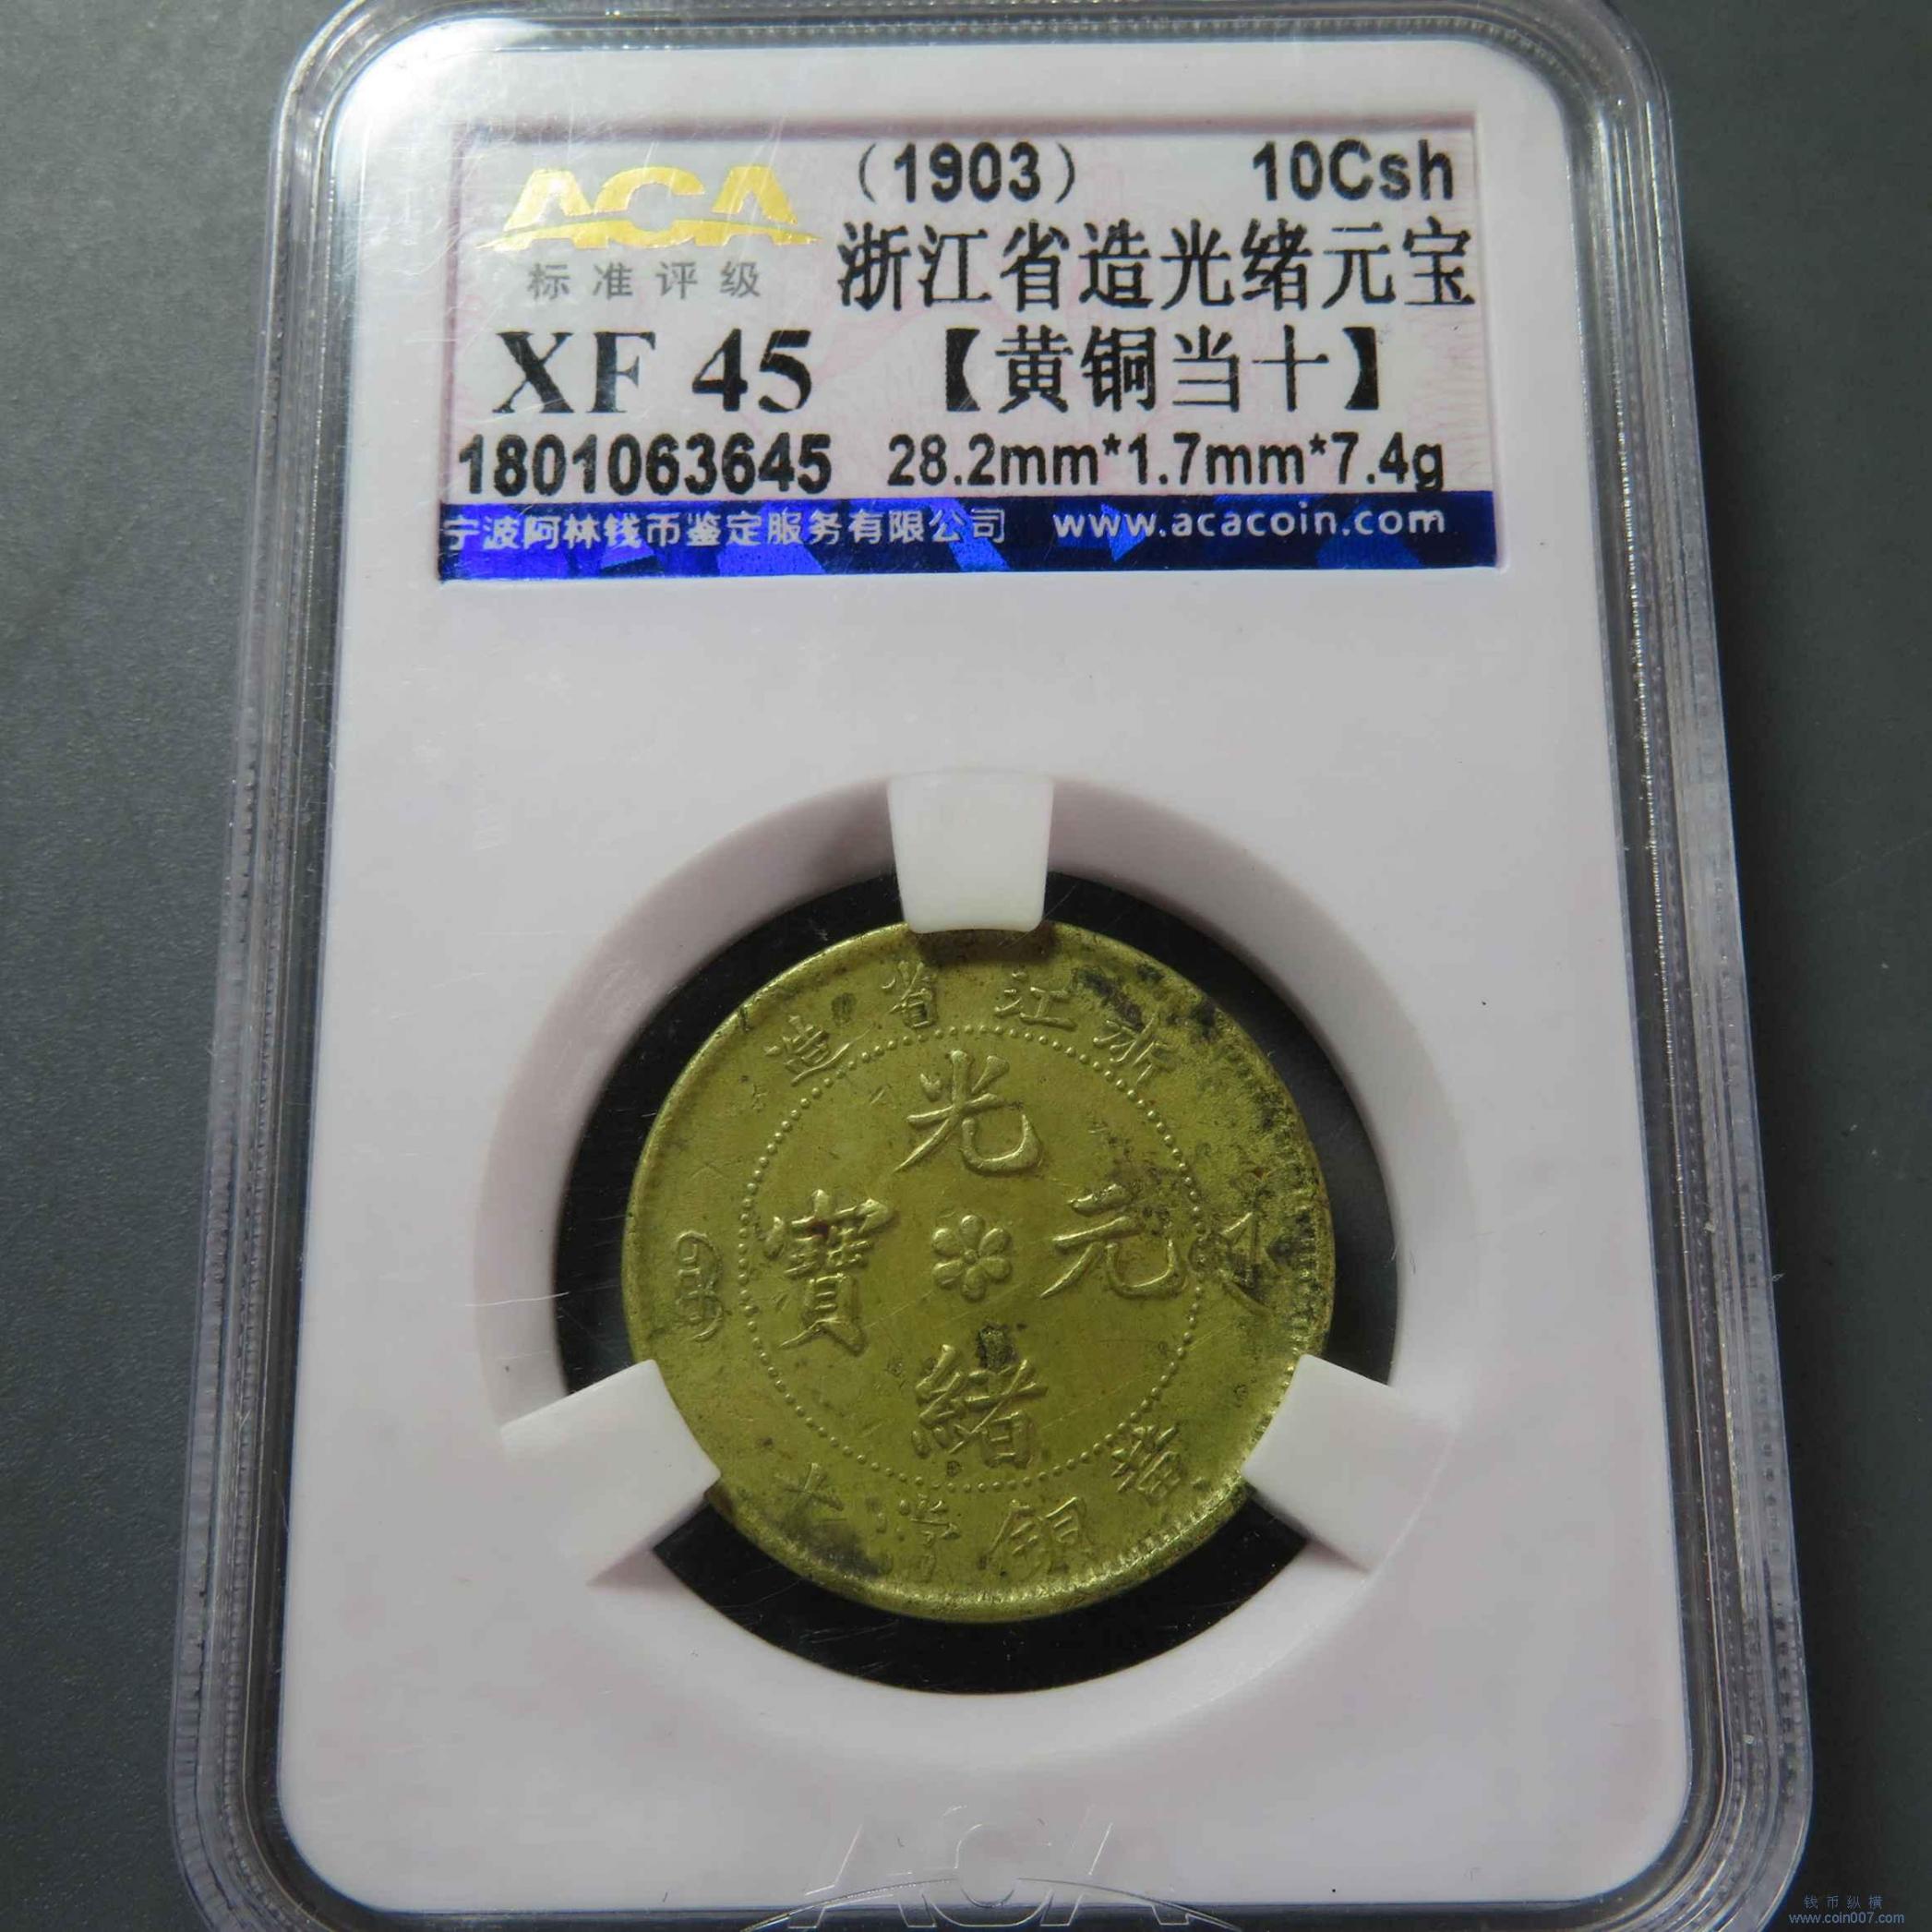 ACA
标准评级
（1903） 10Csh
浙江省造光绪元宝
XF 45 【黄铜当十】
1801063645 28.2mm*1.7mm*7.4g
宁波阿林钱币鉴定服务有限公司 www.acacoin.com
造省江浙
光
寶 元
緒
銅
ACA
钱币纵横
www.coin007.com